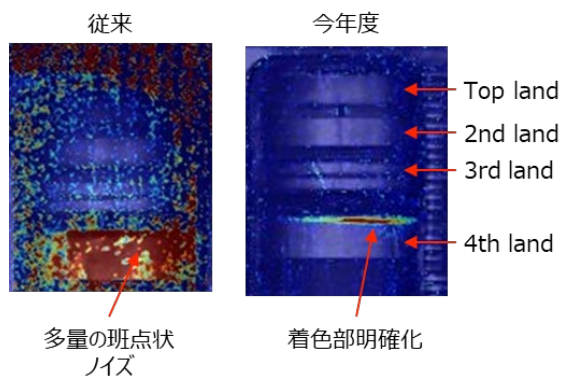 従来
今年度
Top land
2nd land
3rd land
4th land
多量の班点状
ノイズ
着色部明確化